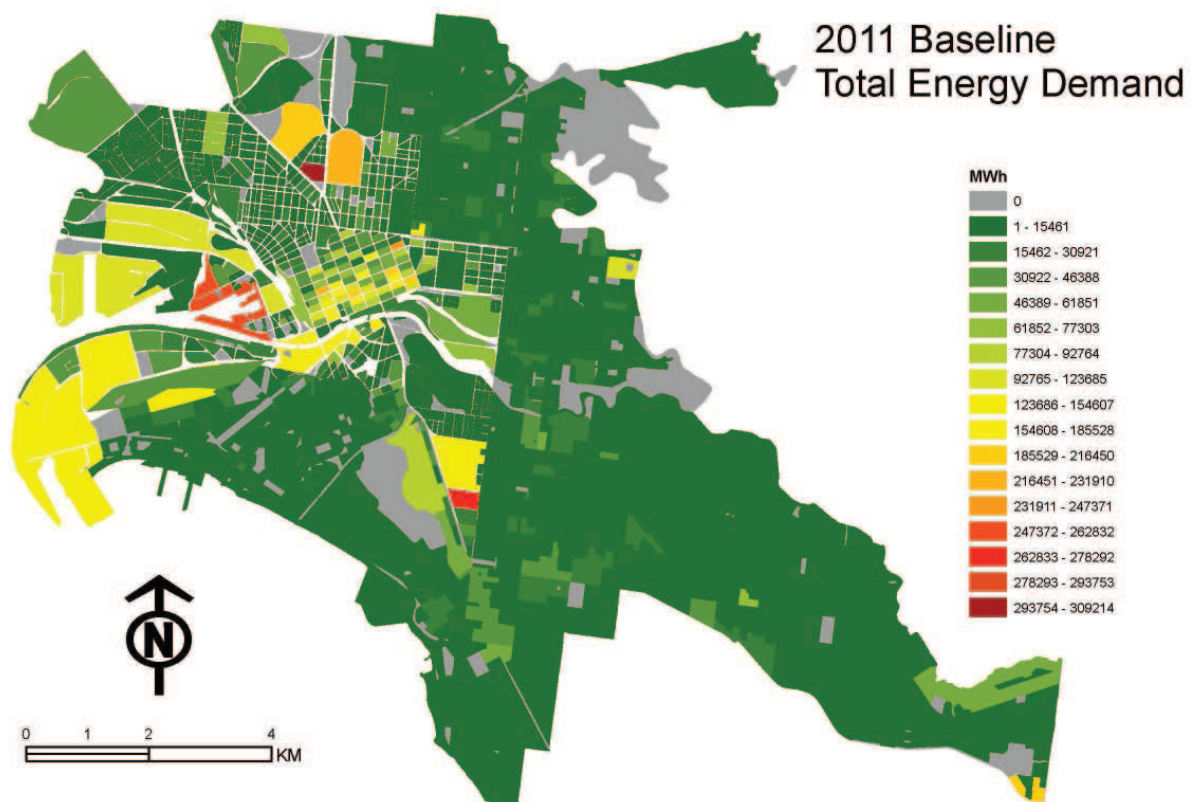 2011 Baseline
Total Energy Demand
MWh
0
1 - 15461
15462 - 30921
30922 - 46388
46389 - 61851
61852 - 77303
77304 - 92764
92765 - 123685
123686 - 154607
154608 - 185528
185529 - 216450
216451 - 231910
231911 - 247371
247372 - 262832
262833 - 278292
278293 - 293753
293754 - 309214
N
0 1 2 4
KM